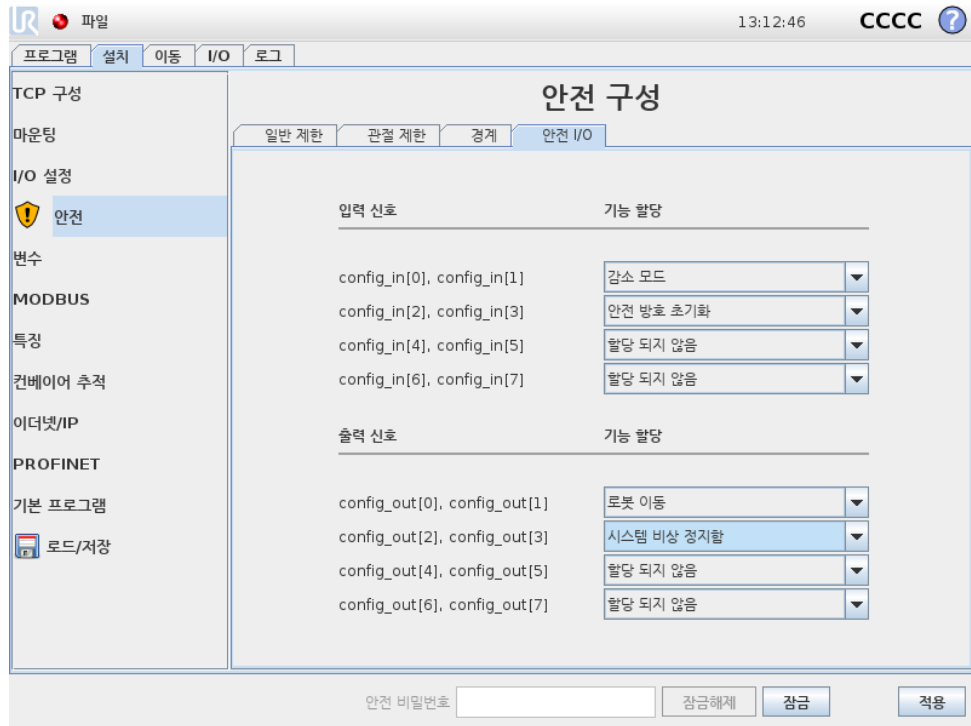 UR 파일 13:12:46 CCCC ?
프로그램 설치 이동 I/O 로그
TCP 구성
마운팅
I/O 설정
안전
변수
MODBUS
특징
컨베이어 추적
이더넷/IP
PROFINET
기본 프로그램
로드/저장
안전 구성
일반 제한 관절 제한 경계 안전 I/O
입력 신호 기능 할당
config_in[0], config_in[1] 감소 모드
config_in[2], config_in[3] 안전 방호 초기화
config_in[4], config_in[5] 할당 되지 않음
config_in[6], config_in[7] 할당 되지 않음
출력 신호 기능 할당
config_out[0], config_out[1] 로봇 이동
config_out[2], config_out[3] 시스템 비상 정지함
config_out[4], config_out[5] 할당 되지 않음
config_out[6], config_out[7] 할당 되지 않음
안전 비밀번호 잠금해제 잠금 적용